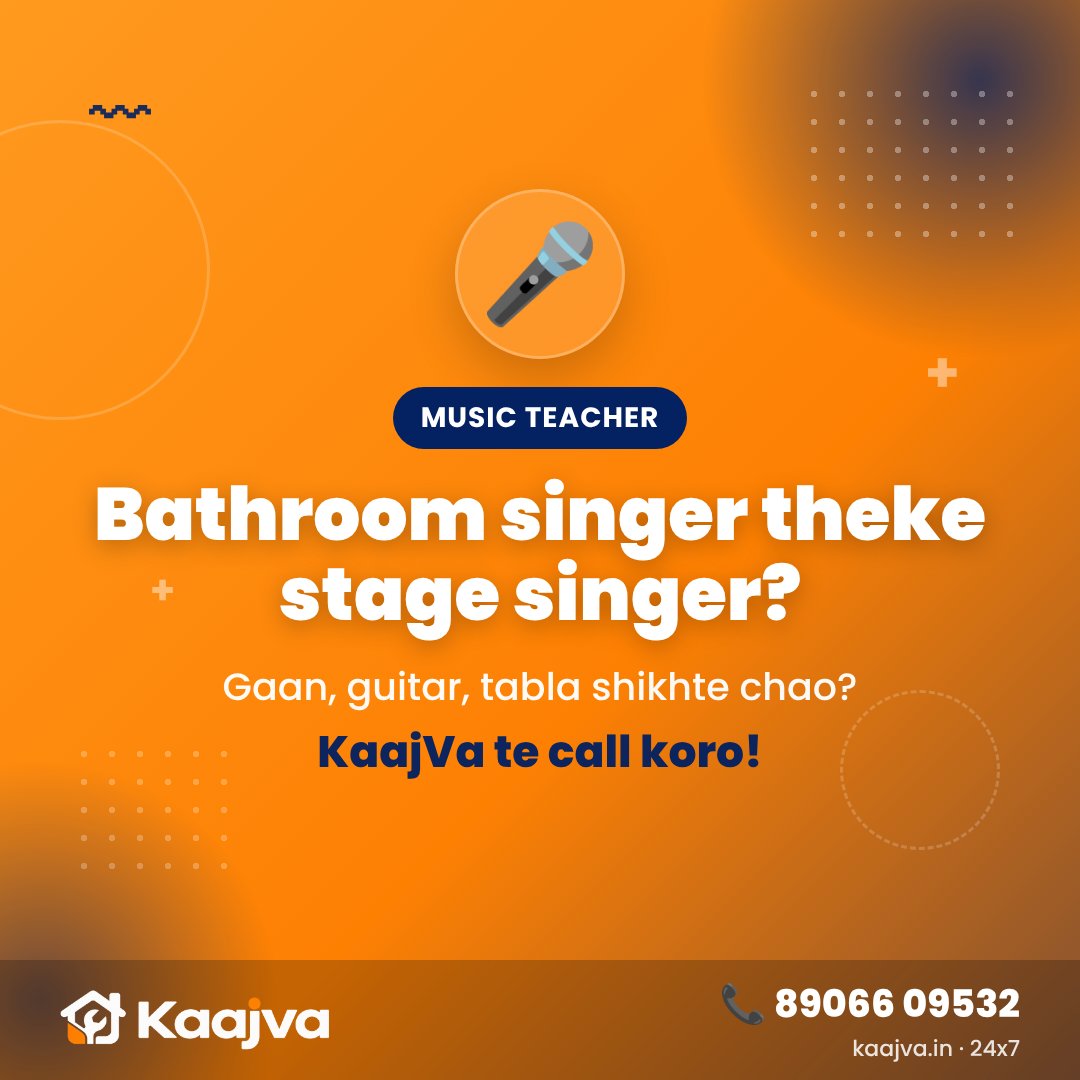 MUSIC TEACHER
Bathroom singer theke
stage singer?
Gaan, guitar, tabla shikhte chao?
KaajVa te call koro!
Kaajva
89066 09532
kaajva.in · 24x7